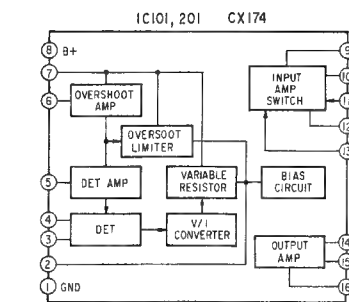 IC101, 201 CX174
8 B+
7
6
OVERSHOOT
AMP
OVERSOOT
LIMITER
5
DET AMP
VARIABLE
RESISTOR
BIAS
CIRCUIT
4
3
DET
V/I
CONVERTER
2
1 GND
INPUT
AMP
SWITCH
9
10
11
12
13
OUTPUT
AMP
14
15
16